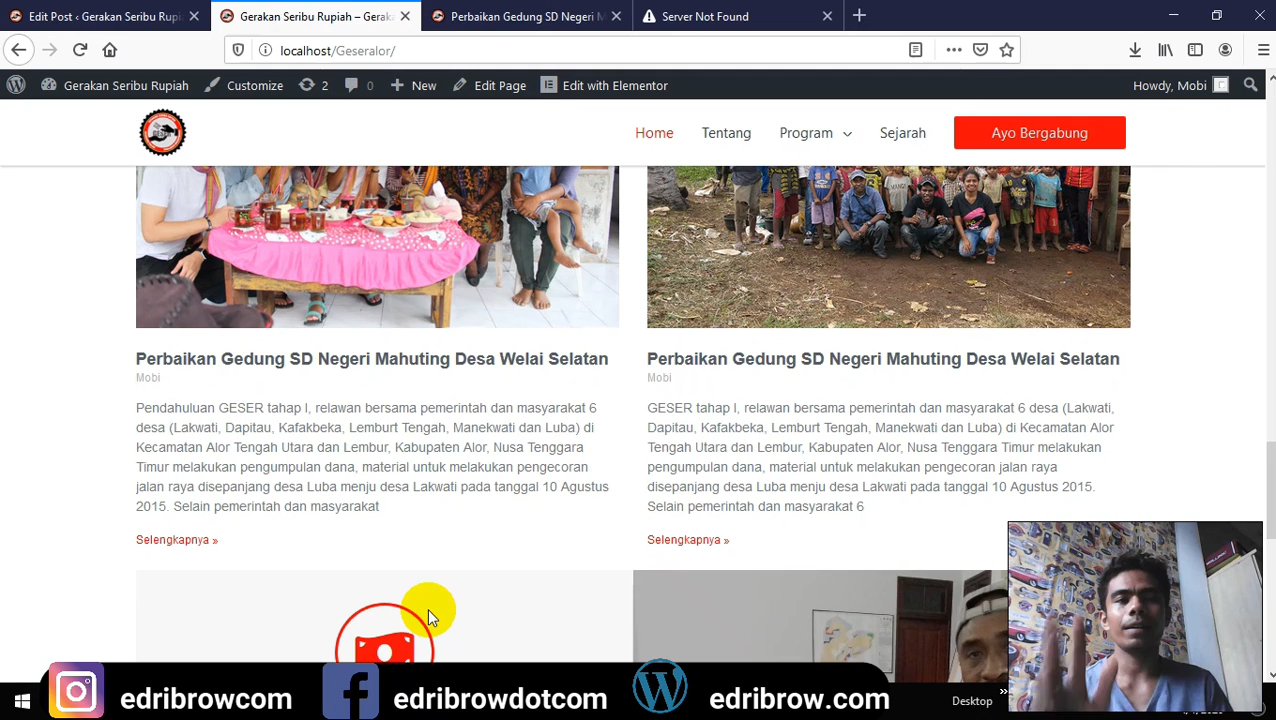 Edit Post ‹ Gerakan Seribu Rupi
Gerakan Seribu Rupiah – Gerak
Perbaikan Gedung SD Negeri M
Server Not Found
localhost/Geseralor/
Gerakan Seribu Rupiah
Customize
2
0
New
Edit Page
Edit with Elementor
Howdy, Mobi
Home
Tentang
Program
Sejarah
Ayo Bergabung
Perbaikan Gedung SD Negeri Mahuting Desa Welai Selatan
Mobi
Pendahuluan GESER tahap I, relawan bersama pemerintah dan masyarakat 6
desa (Lakwati, Dapitau, Kafakbeka, Lemburt Tengah, Manekwati dan Luba) di
Kecamatan Alor Tengah Utara dan Lembur, Kabupaten Alor, Nusa Tenggara
Timur melakukan pengumpulan dana, material untuk melakukan pengecoran
jalan raya disepanjang desa Luba menju desa Lakwati pada tanggal 10 Agustus
2015. Selain pemerintah dan masyarakat
Selengkapnya »
Perbaikan Gedung SD Negeri Mahuting Desa Welai Selatan
Mobi
GESER tahap I, relawan bersama pemerintah dan masyarakat 6 desa (Lakwati,
Dapitau, Kafakbeka, Lemburt Tengah, Manekwati dan Luba) di Kecamatan Alor
Tengah Utara dan Lembur, Kabupaten Alor, Nusa Tenggara Timur melakukan
pengumpulan dana, material untuk melakukan pengecoran jalan raya
disepanjang desa Luba menju desa Lakwati pada tanggal 10 Agustus 2015.
Selain pemerintah dan masyarakat 6
Selengkapnya »
edribrowcom
edribrowdotcom
edribrow.com
Desktop